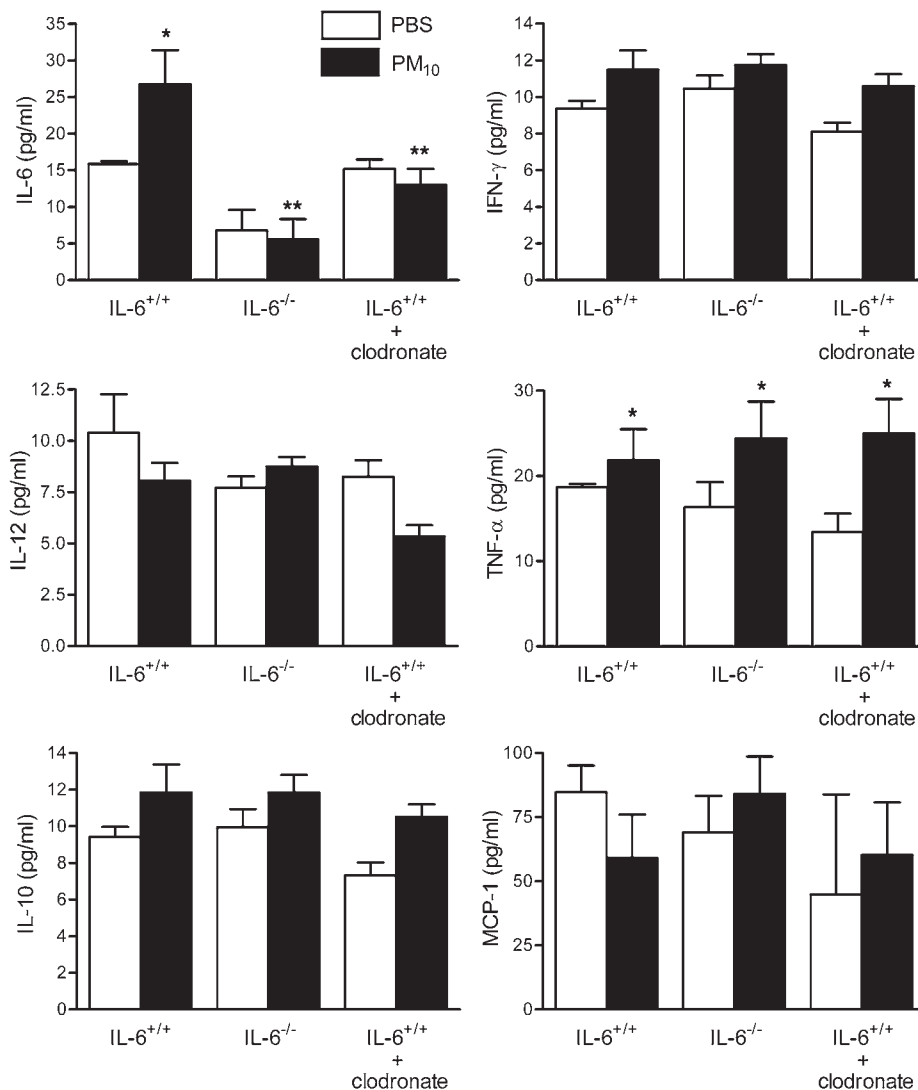 PBS
PM₁₀
IL-6 (pg/ml)
35
30
25
20
15
10
5
0
*
**
**
IL-6⁺/⁺
IL-6⁻/⁻
IL-6⁺/⁺
+
clodronate
IFN-γ (pg/ml)
14
12
10
8
6
4
2
0
IL-6⁺/⁺
IL-6⁻/⁻
IL-6⁺/⁺
+
clodronate
IL-12 (pg/ml)
12.5
10.0
7.5
5.0
2.5
0.0
IL-6⁺/⁺
IL-6⁻/⁻
IL-6⁺/⁺
+
clodronate
TNF-α (pg/ml)
30
20
10
0
*
*
*
IL-6⁺/⁺
IL-6⁻/⁻
IL-6⁺/⁺
+
clodronate
IL-10 (pg/ml)
14
12
10
8
6
4
2
0
IL-6⁺/⁺
IL-6⁻/⁻
IL-6⁺/⁺
+
clodronate
MCP-1 (pg/ml)
100
75
50
25
0
IL-6⁺/⁺
IL-6⁻/⁻
IL-6⁺/⁺
+
clodronate